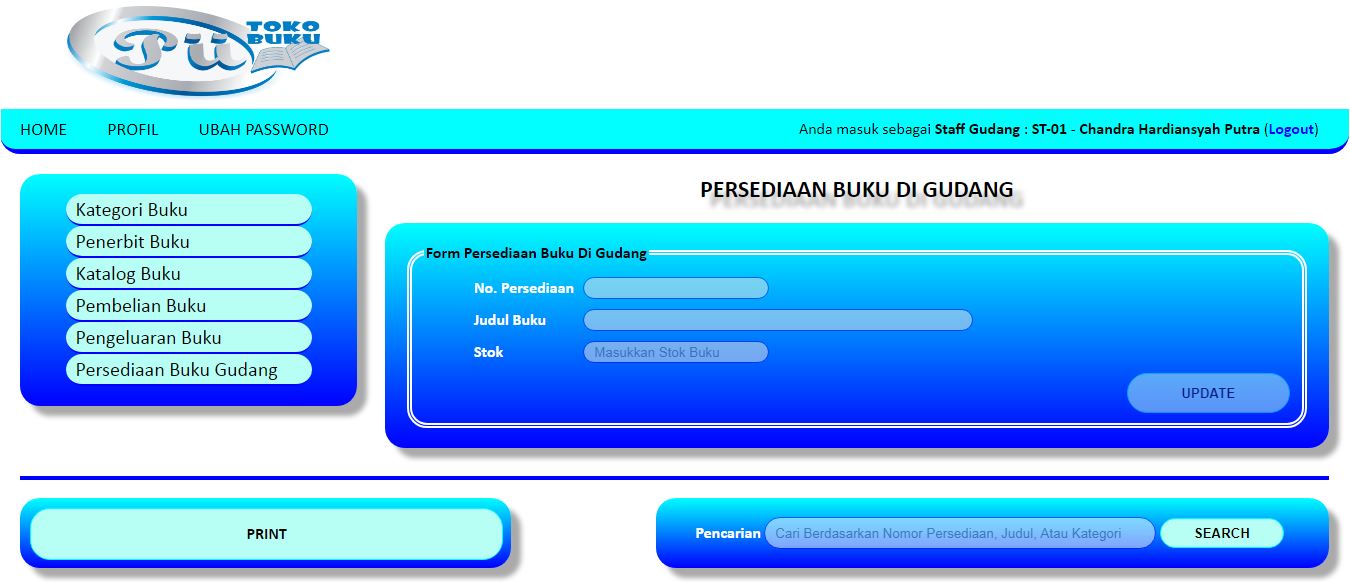 PU TOKO
BUKU
HOME PROFIL UBAH PASSWORD Anda masuk sebagai Staff Gudang : ST-01 - Chandra Hardiansyah Putra (Logout)
Kategori Buku
Penerbit Buku
Katalog Buku
Pembelian Buku
Pengeluaran Buku
Persediaan Buku Gudang
PERSEDIAAN BUKU DI GUDANG
Form Persediaan Buku Di Gudang
No. Persediaan
Judul Buku
Stok Masukkan Stok Buku
UPDATE
PRINT
Pencarian Cari Berdasarkan Nomor Persediaan, Judul, Atau Kategori SEARCH